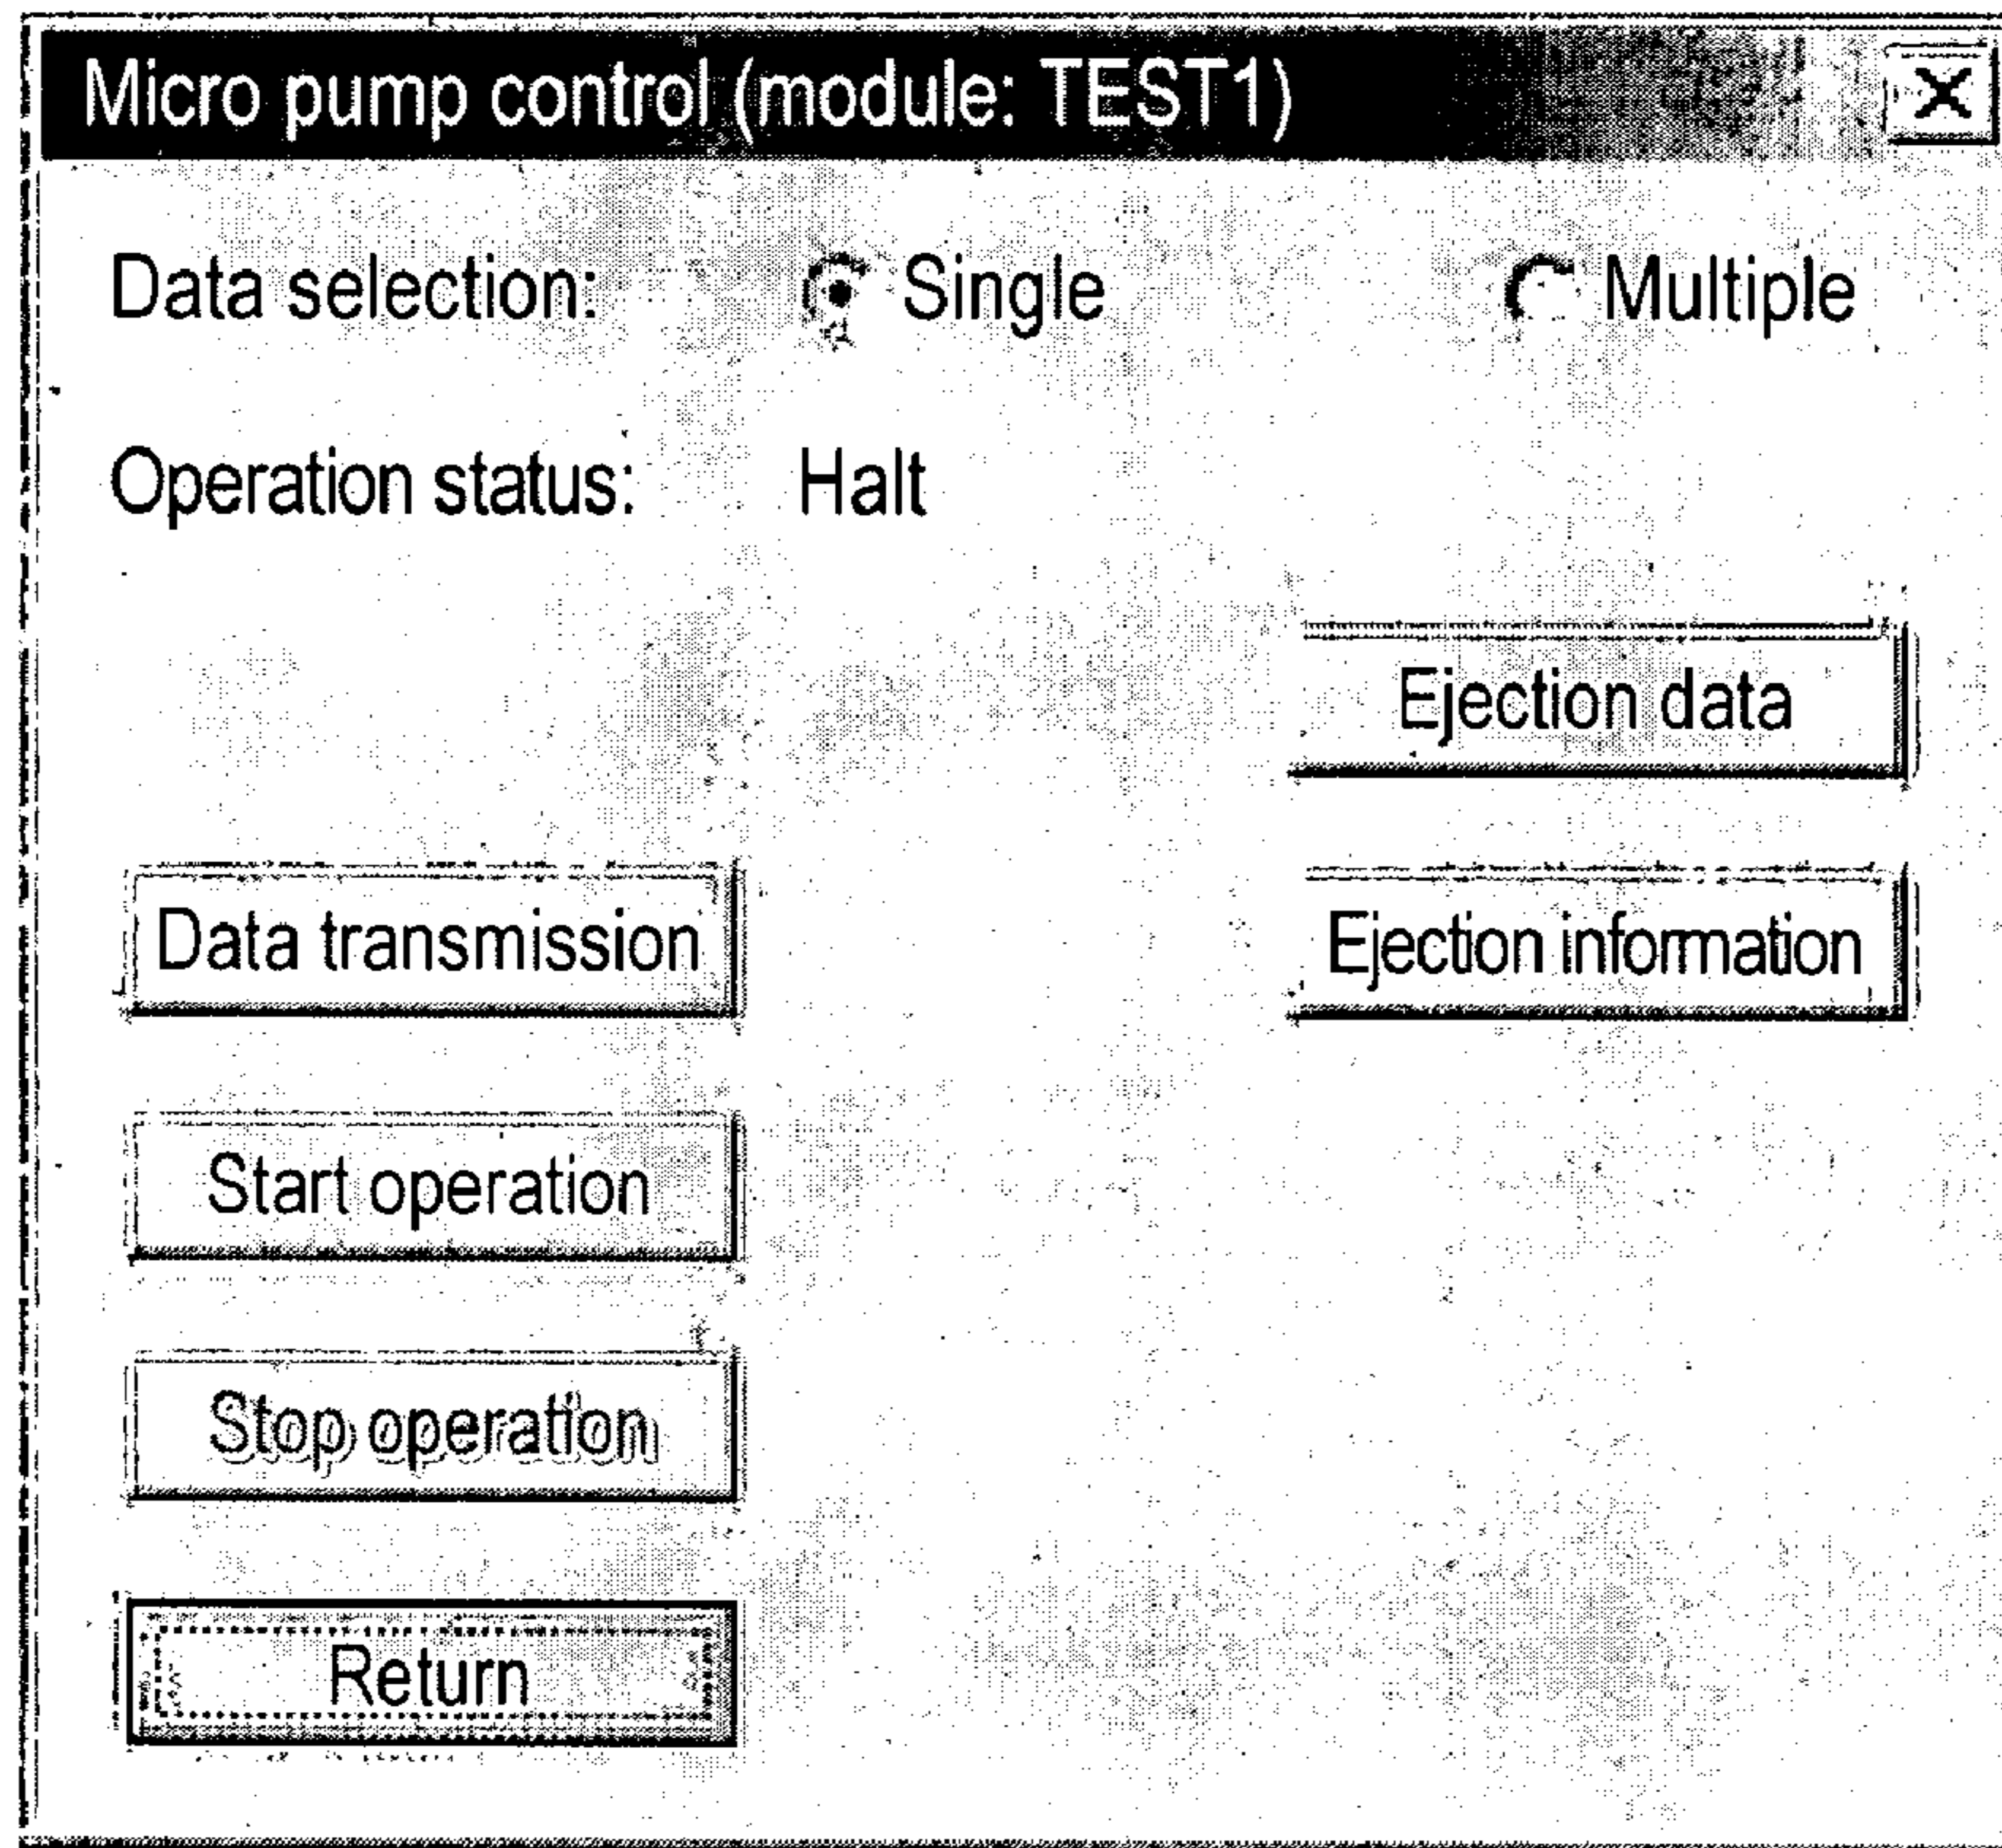 Micro pump control (module: TEST1)
Data selection: Single Multiple
Operation status: Halt
Ejection data
Data transmission Ejection information
Start operation
Stop operation
Return